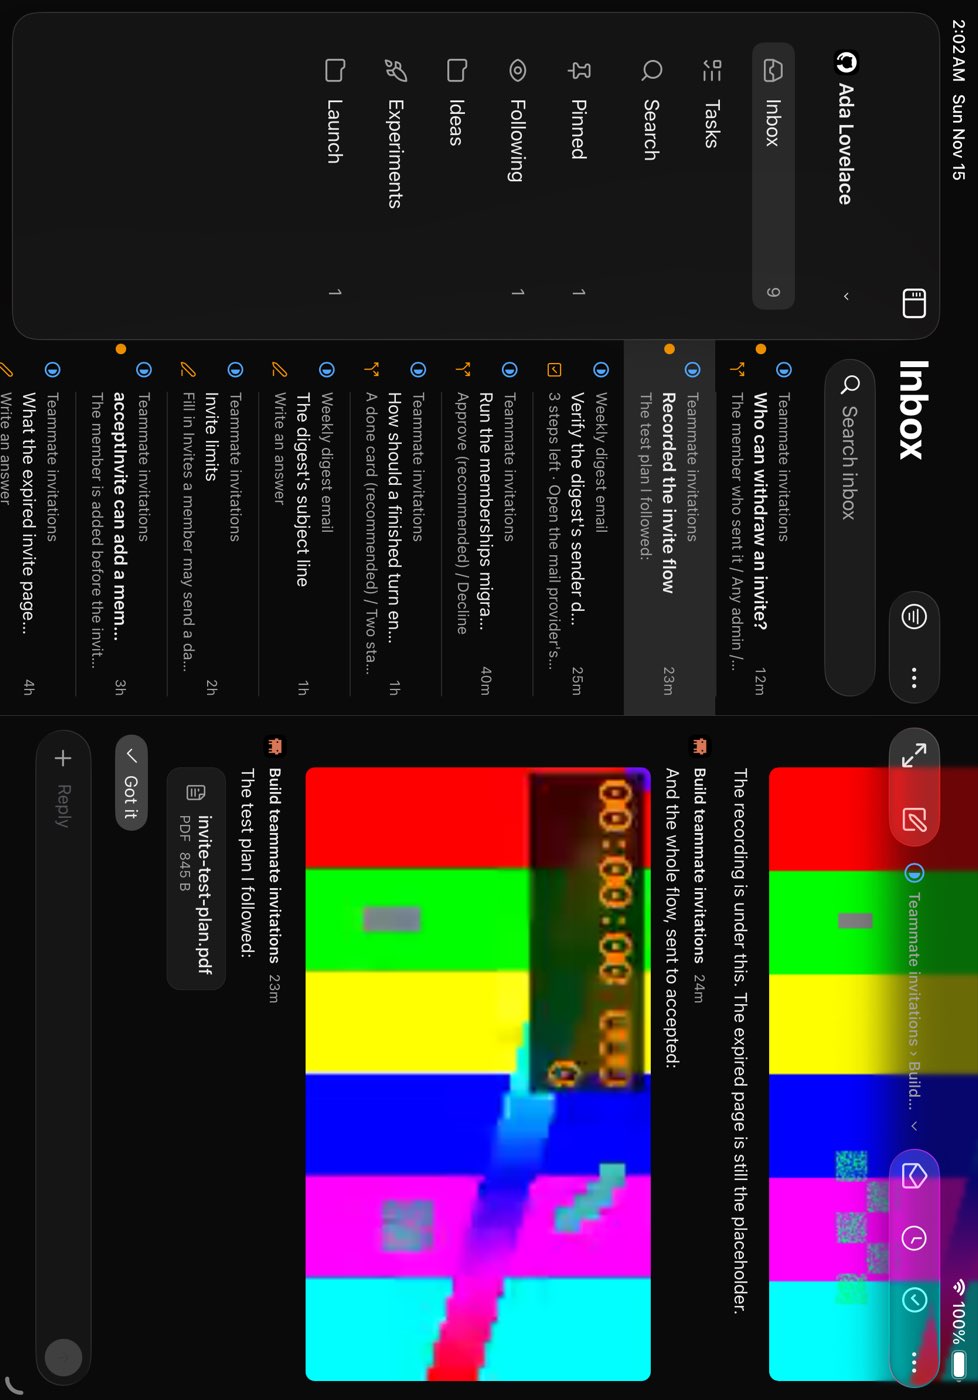 2:02 AM Sun Nov 15
100%
Ada Lovelace
Inbox 9
Tasks
Search
Pinned 1
Following 1
Ideas
Experiments
Launch 1
Inbox
Search inbox
Teammate invitations
Who can withdraw an invite? 12m
The member who sent it / Any admin /...
Teammate invitations
Recorded the invite flow 23m
The test plan I followed:
Weekly digest email
Verify the digest's sender d... 25m
3 steps left · Open the mail provider's...
Teammate invitations
Run the memberships migra... 40m
Approve (recommended) / Decline
Teammate invitations
How should a finished turn en... 1h
A done card (recommended) / Two sta...
Weekly digest email
The digest's subject line 1h
Write an answer
Teammate invitations
Invite limits 2h
Fill in Invites a member may send a da...
Teammate invitations
acceptInvite can add a mem... 3h
The member is added before the invit...
Teammate invitations
What the expired invite page... 4h
Write an answer
Teammate invitations › Build...
The recording is under this. The expired page is still the placeholder.
Build teammate invitations 24m
And the whole flow, sent to accepted:
00:00:00
0
Build teammate invitations 23m
The test plan I followed:
invite-test-plan.pdf
PDF 845 B
Got it
Reply